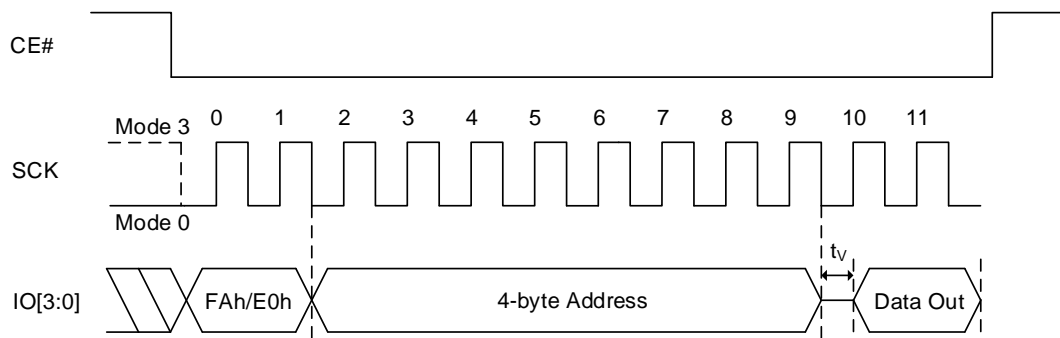 CE#
Mode 3
0 1 2 3 4 5 6 7 8 9 10 11
SCK
Mode 0
tV
IO[3:0]
FAh/E0h
4-byte Address
Data Out